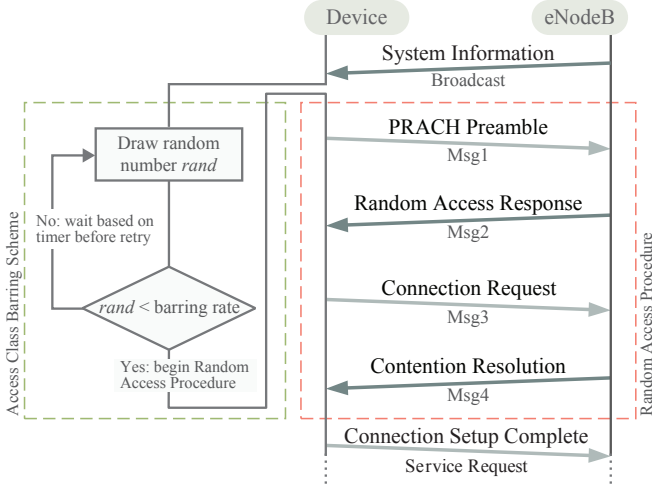 Device
eNodeB
System Information
Broadcast
Access Class Barring Scheme
Draw random
number rand
No: wait based on
timer before retry
rand < barring rate
Yes: begin Random
Access Procedure
PRACH Preamble
Msg1
Random Access Response
Msg2
Connection Request
Msg3
Contention Resolution
Msg4
Random Access Procedure
Connection Setup Complete
Service Request